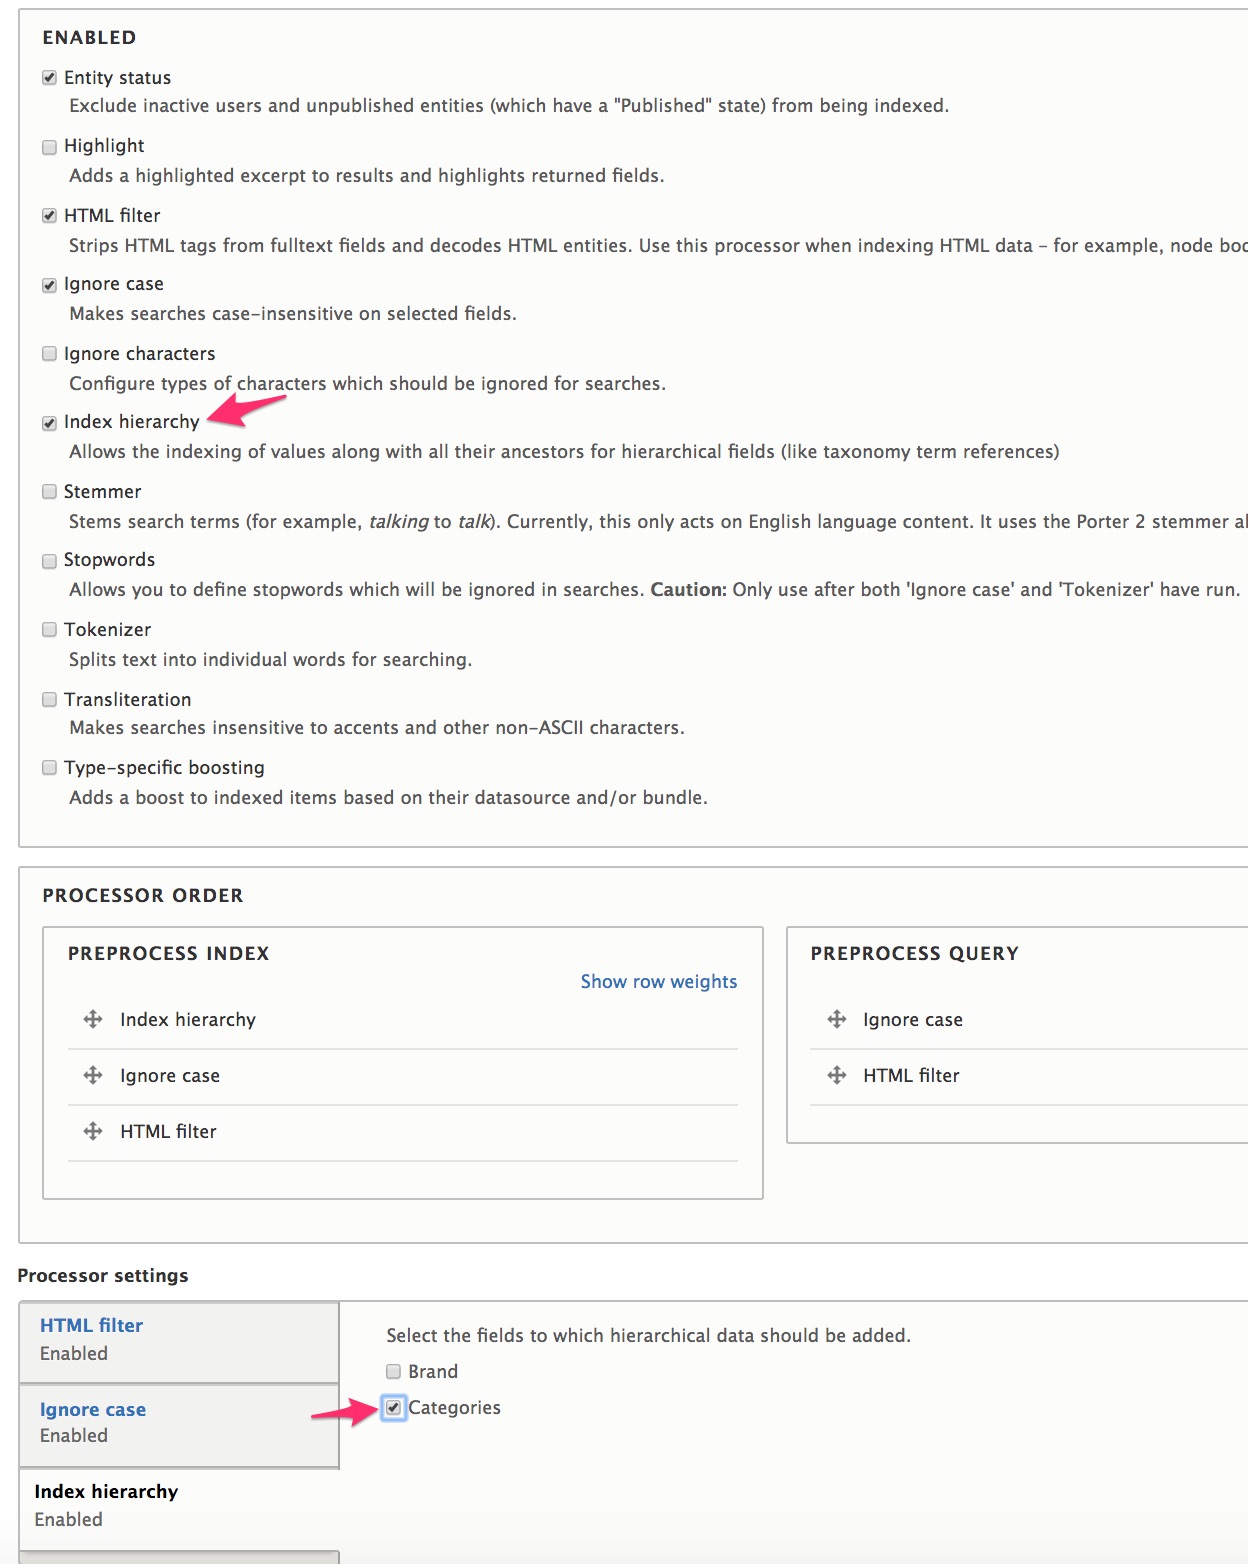 ENABLED
Entity status
Exclude inactive users and unpublished entities (which have a "Published" state) from being indexed.
Highlight
Adds a highlighted excerpt to results and highlights returned fields.
HTML filter
Strips HTML tags from fulltext fields and decodes HTML entities. Use this processor when indexing HTML data – for example, node
Ignore case
Makes searches case-insensitive on selected fields.
Ignore characters
Configure types of characters which should be ignored for searches.
Index hierarchy
Allows the indexing of values along with all their ancestors for hierarchical fields (like taxonomy term references)
Stemmer
Stems search terms (for example, talking to talk). Currently, this only acts on English language content. It uses the Porter 2 stemmer
Stopwords
Allows you to define stopwords which will be ignored in searches. Caution: Only use after both 'Ignore case' and 'Tokenizer' have run.
Tokenizer
Splits text into individual words for searching.
Transliteration
Makes searches insensitive to accents and other non-ASCII characters.
Type-specific boosting
Adds a boost to indexed items based on their datasource and/or bundle.
PROCESSOR ORDER
PREPROCESS INDEX
Show row weights
Index hierarchy
Ignore case
HTML filter
PREPROCESS QUERY
Ignore case
HTML filter
Processor settings
HTML filter
Enabled
Ignore case
Enabled
Index hierarchy
Enabled
Select the fields to which hierarchical data should be added.
Brand
Categories